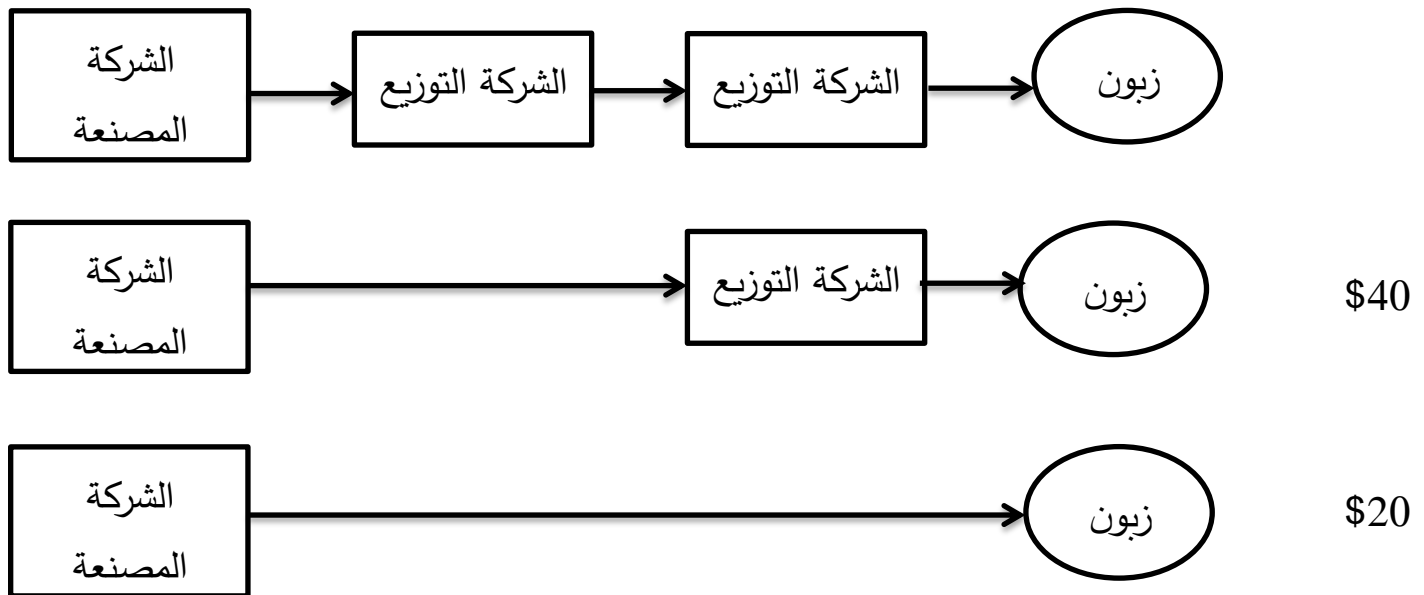 الشركة
المصنعة
الشركة التوزيع
الشركة التوزيع
زبون
الشركة
المصنعة
الشركة التوزيع
زبون
$40
الشركة
المصنعة
زبون
$20